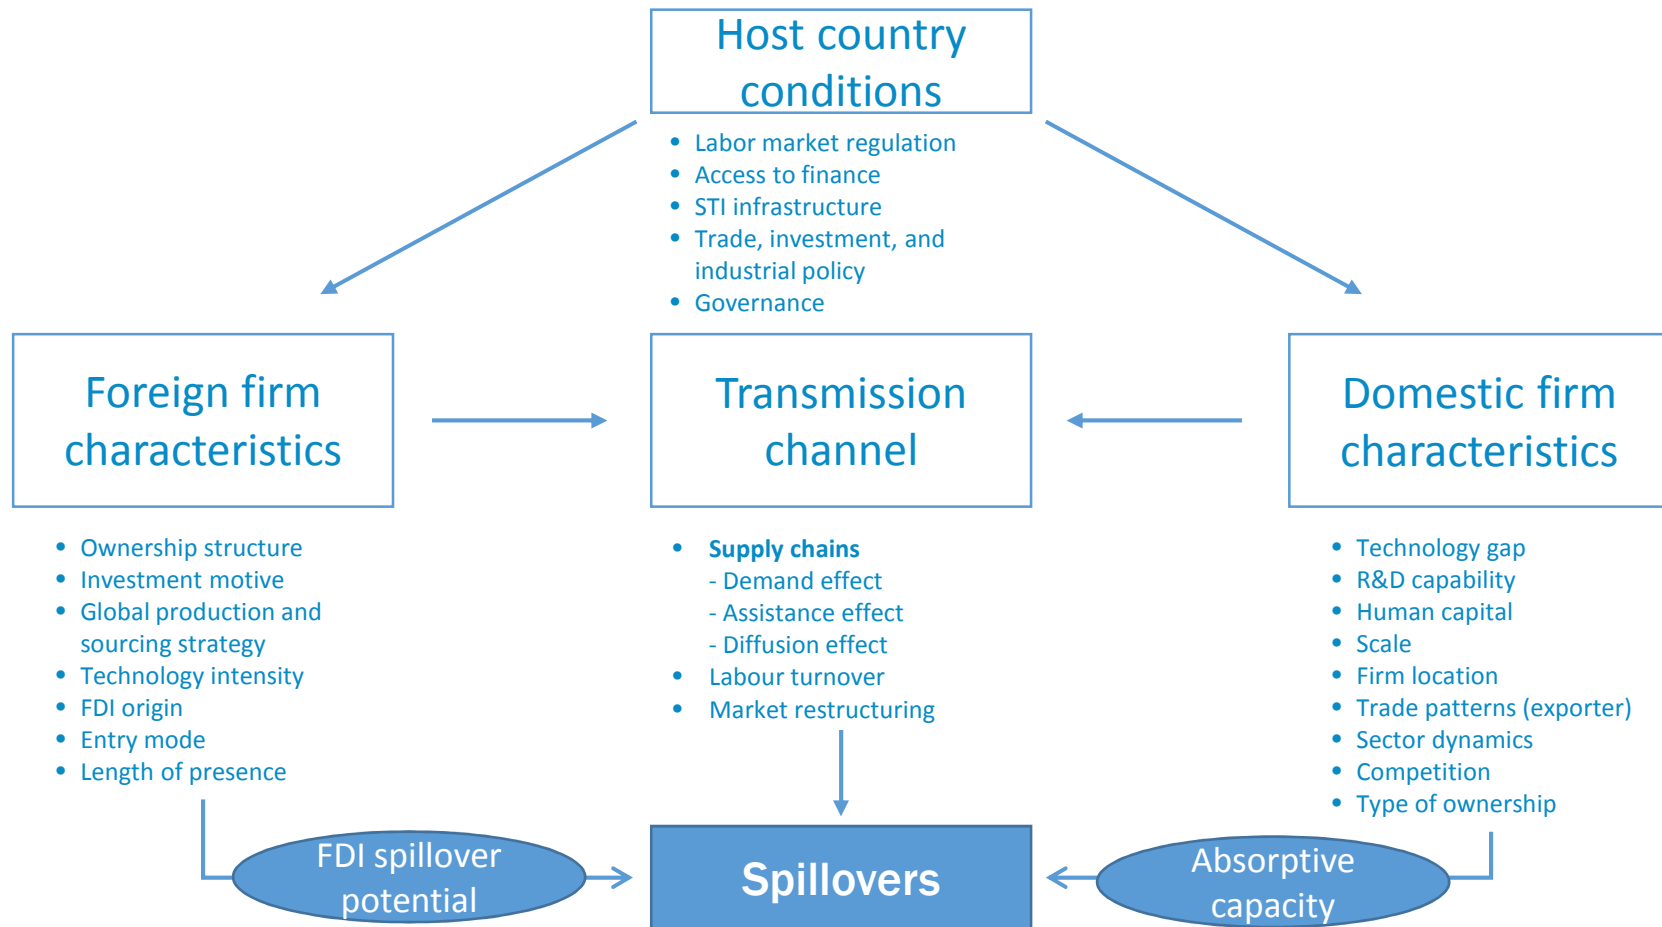 Host country
conditions
• Labor market regulation
• Access to finance
• STI infrastructure
• Trade, investment, and
industrial policy
• Governance
Foreign firm
characteristics
Transmission
channel
Domestic firm
characteristics
• Ownership structure
• Investment motive
• Global production and
sourcing strategy
• Technology intensity
• FDI origin
• Entry mode
• Length of presence
• Supply chains
- Demand effect
- Assistance effect
- Diffusion effect
• Labour turnover
• Market restructuring
• Technology gap
• R&D capability
• Human capital
• Scale
• Firm location
• Trade patterns (exporter)
• Sector dynamics
• Competition
• Type of ownership
FDI spillover
potential
Spillovers
Absorptive
capacity